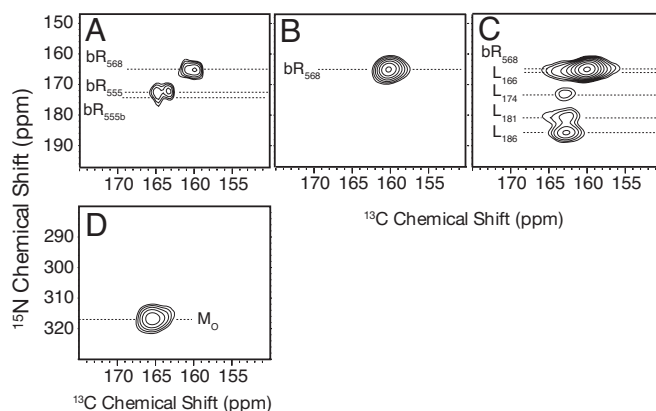 A
B
C
D
150
160
170
180
190
bR568
bR555
bR555b
bR568
bR568
L166
L174
L181
L186
170 165 160 155
170 165 160 155
170 165 160 155
13C Chemical Shift (ppm)
15N Chemical Shift (ppm)
290
300
310
320
MO
170 165 160 155
13C Chemical Shift (ppm)